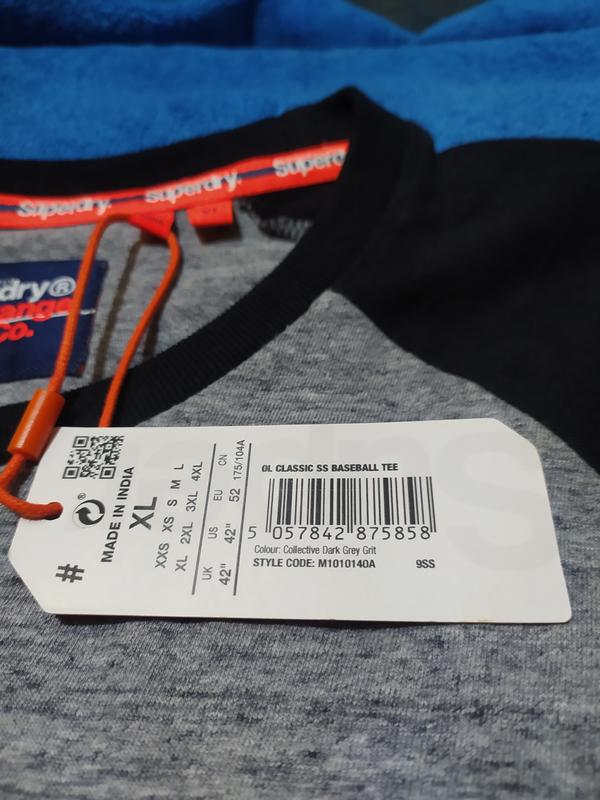 Superdry.
Superdry.
Superdry
dry®
ange
Co.
MADE IN INDIA
XL
XXS XS S M L
XL 2XL 3XL 4XL
UK US EU CN
42" 42" 52 175/104A
#
OL CLASSIC SS BASEBALL TEE
5 057842 875858
Colour: Collective Dark Grey Grit
STYLE CODE: M1010140A 9SS